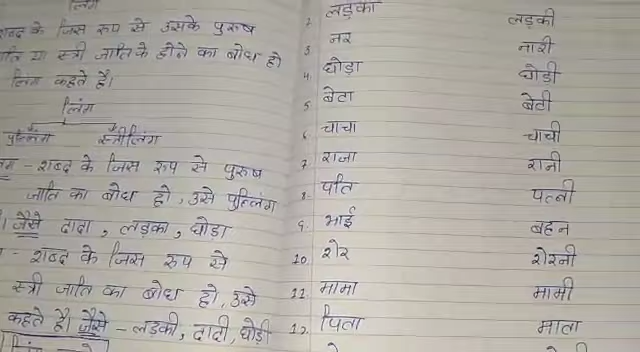 लिंग
शब्द के जिस रूप से उसके पुरुष
जाति या स्त्री जाति के होने का बोध हो
लिंग कहते है।
लिंग
पुल्लिंग स्त्रीलिंग
- शब्द के जिस रूप से पुरुष
जाति का बोध हो, उसे पुल्लिंग
जैसे दादा, लड़का, घोड़ा
- शब्द के जिस रूप से
स्त्री जाति का बोध हो, उसे
कहते है। जैसे - लड़की, दादी, घोड़ी
2. लड़का लड़की
3. नर नारी
4. घोड़ा घोड़ी
5. बेटा बेटी
6. चाचा चाची
7. राजा रानी
8. पति पत्नी
9. भाई बहन
10. शेर शेरनी
11. मामा मामी
12. पिता माता